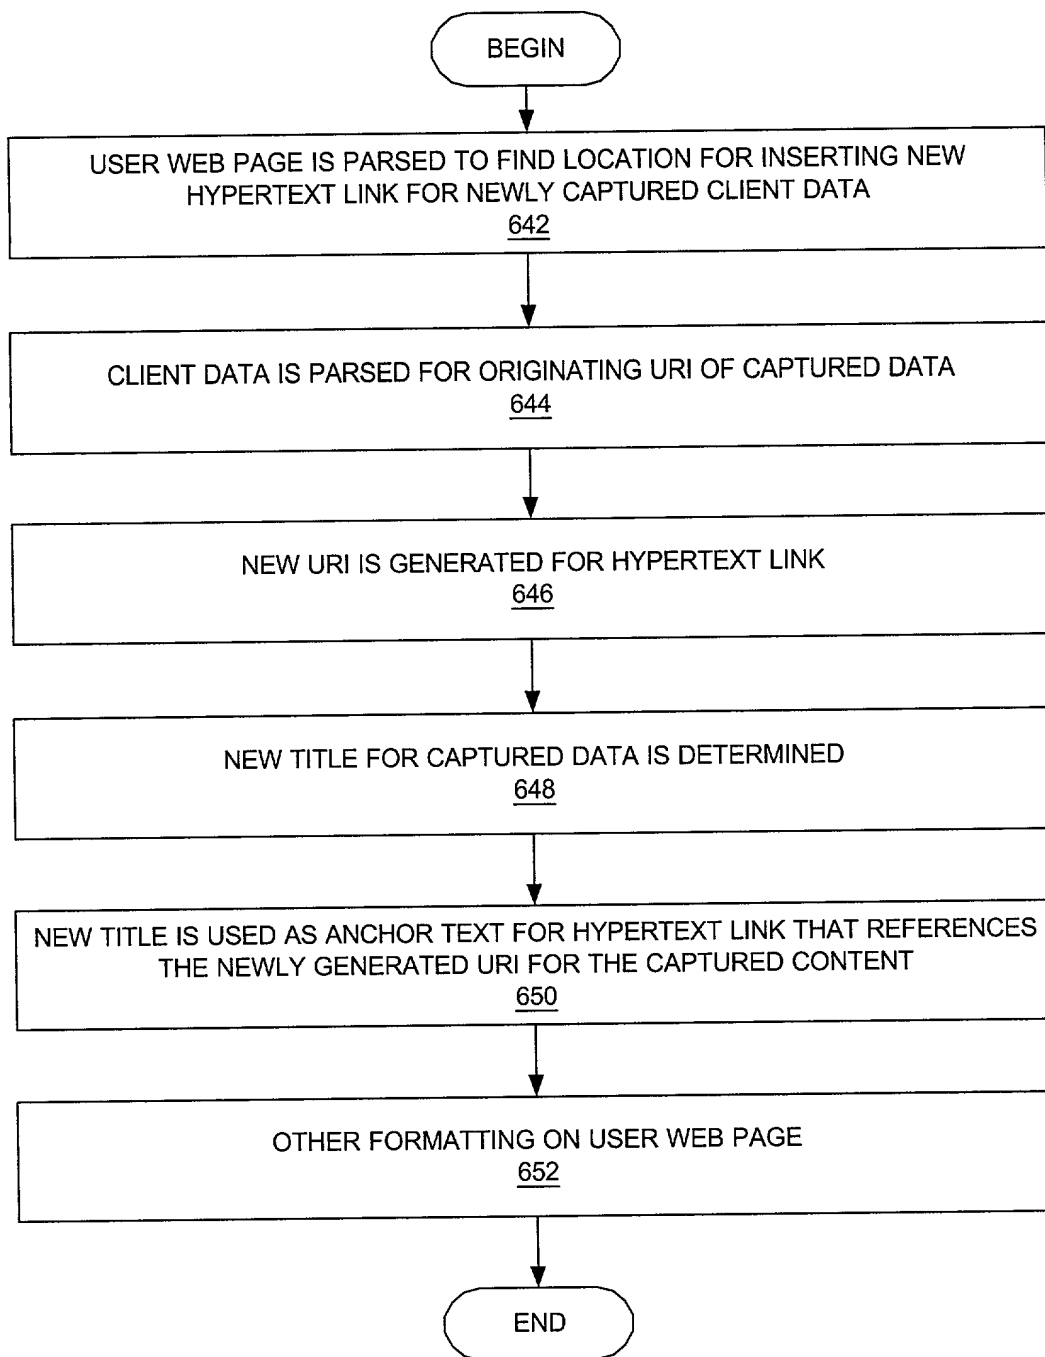 BEGIN
USER WEB PAGE IS PARSED TO FIND LOCATION FOR INSERTING NEW
HYPERTEXT LINK FOR NEWLY CAPTURED CLIENT DATA
642
CLIENT DATA IS PARSED FOR ORIGINATING URI OF CAPTURED DATA
644
NEW URI IS GENERATED FOR HYPERTEXT LINK
646
NEW TITLE FOR CAPTURED DATA IS DETERMINED
648
NEW TITLE IS USED AS ANCHOR TEXT FOR HYPERTEXT LINK THAT REFERENCES
THE NEWLY GENERATED URI FOR THE CAPTURED CONTENT
650
OTHER FORMATTING ON USER WEB PAGE
652
END